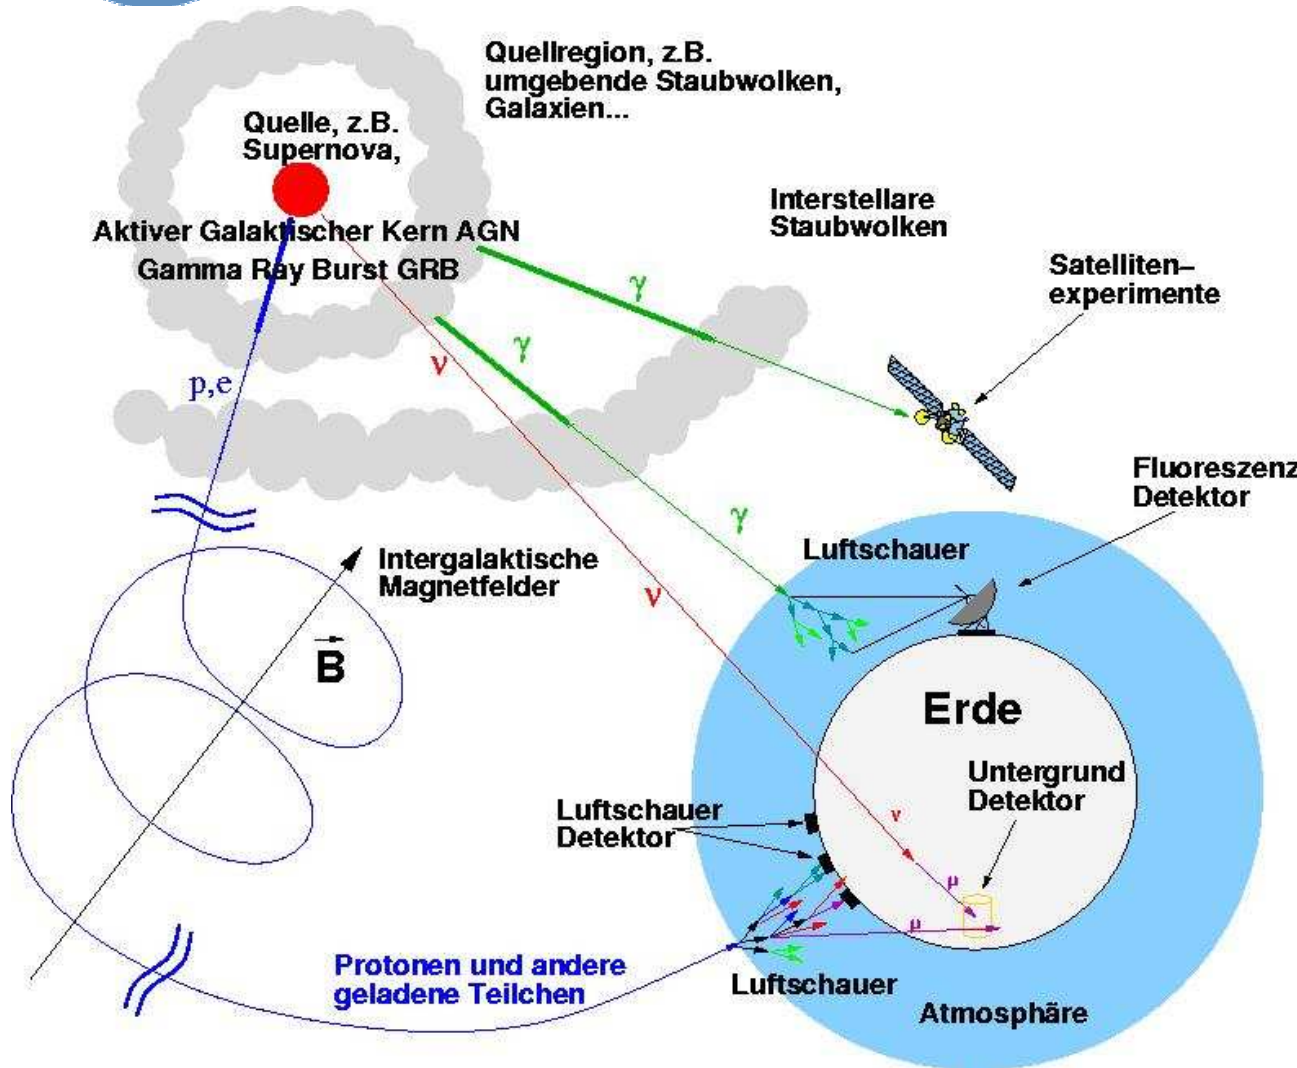 Quellregion, z.B.
umgebende Staubwolken,
Galaxien...
Quelle, z.B.
Supernova,
Aktiver Galaktischer Kern AGN
Gamma Ray Burst GRB
Interstellare
Staubwolken
Satelliten–
experimente
γ
γ
ν
p,e
Fluoreszenz
Detektor
γ
Luftschauer
Intergalaktische
Magnetfelder
ν
B
Erde
Untergrund
Detektor
Luftschauer
Detektor
ν
μ
μ
Protonen und andere
geladene Teilchen
Luftschauer
Atmosphäre